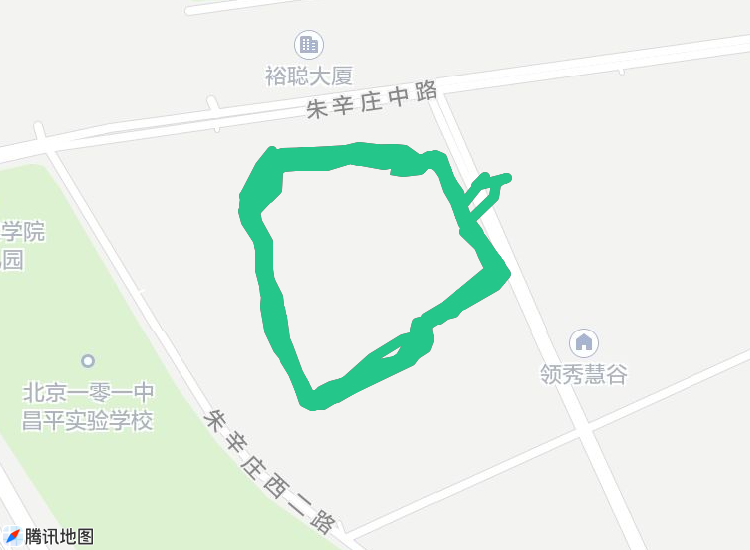 裕聪大厦
朱辛庄中路
学院
园
领秀慧谷
北京一零一中
昌平实验学校
朱辛庄西二路
腾讯地图